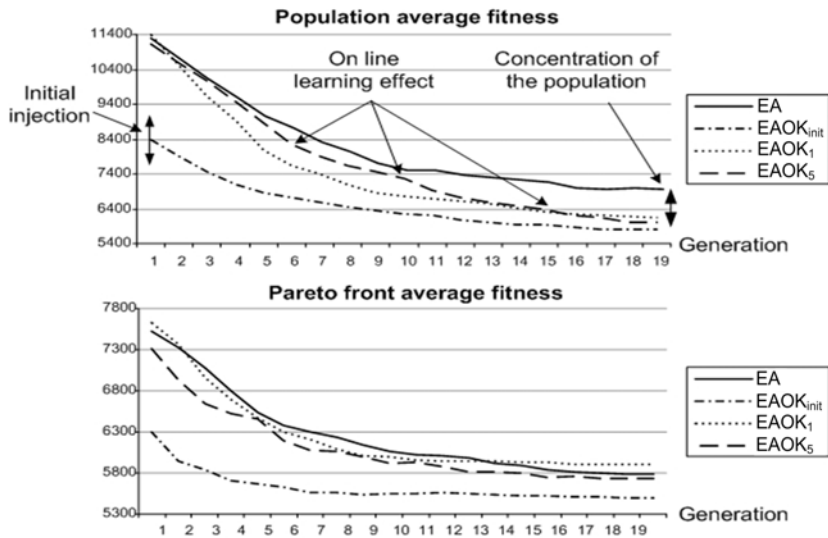 Population average fitness
11400
10400
9400
8400
7400
6400
5400
Initial
injection
On line
learning effect
Concentration of
the population
EA
EAOKinit
EAOK1
EAOK5
1 2 3 4 5 6 7 8 9 10 11 12 13 14 15 16 17 18 19
Generation
Pareto front average fitness
7800
7300
6800
6300
5800
5300
EA
EAOKinit
EAOK1
EAOK5
1 2 3 4 5 6 7 8 9 10 11 12 13 14 15 16 17 18 19
Generation